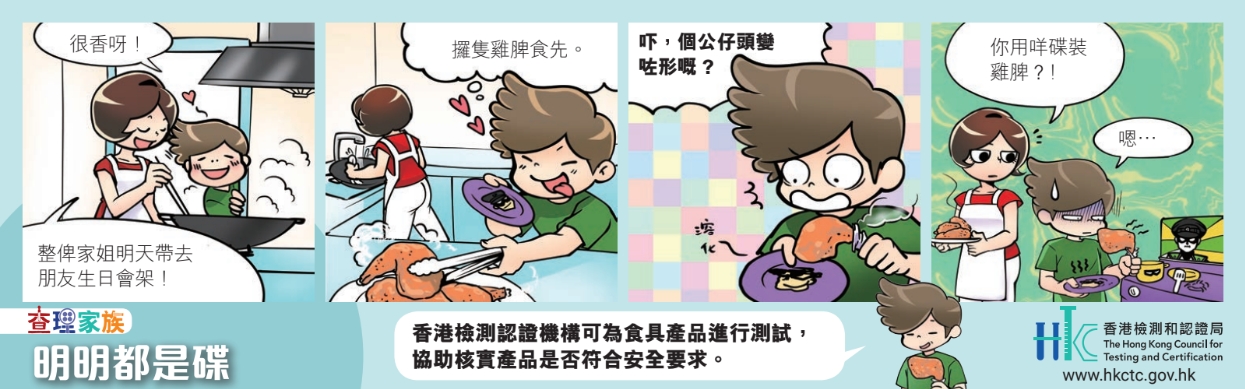 很香呀！
整俾家姐明天帶去
朋友生日會架！
攞隻雞脾食先。
吓，個公仔頭變
咗形嘅？
溶
化
你用咩碟裝
雞脾？!
嗯…
查理家族
明明都是碟
香港檢測認證機構可為食具產品進行測試，
協助核實產品是否符合安全要求。
HKTC
香港檢測和認證局
The Hong Kong Council for
Testing and Certification
www.hkctc.gov.hk